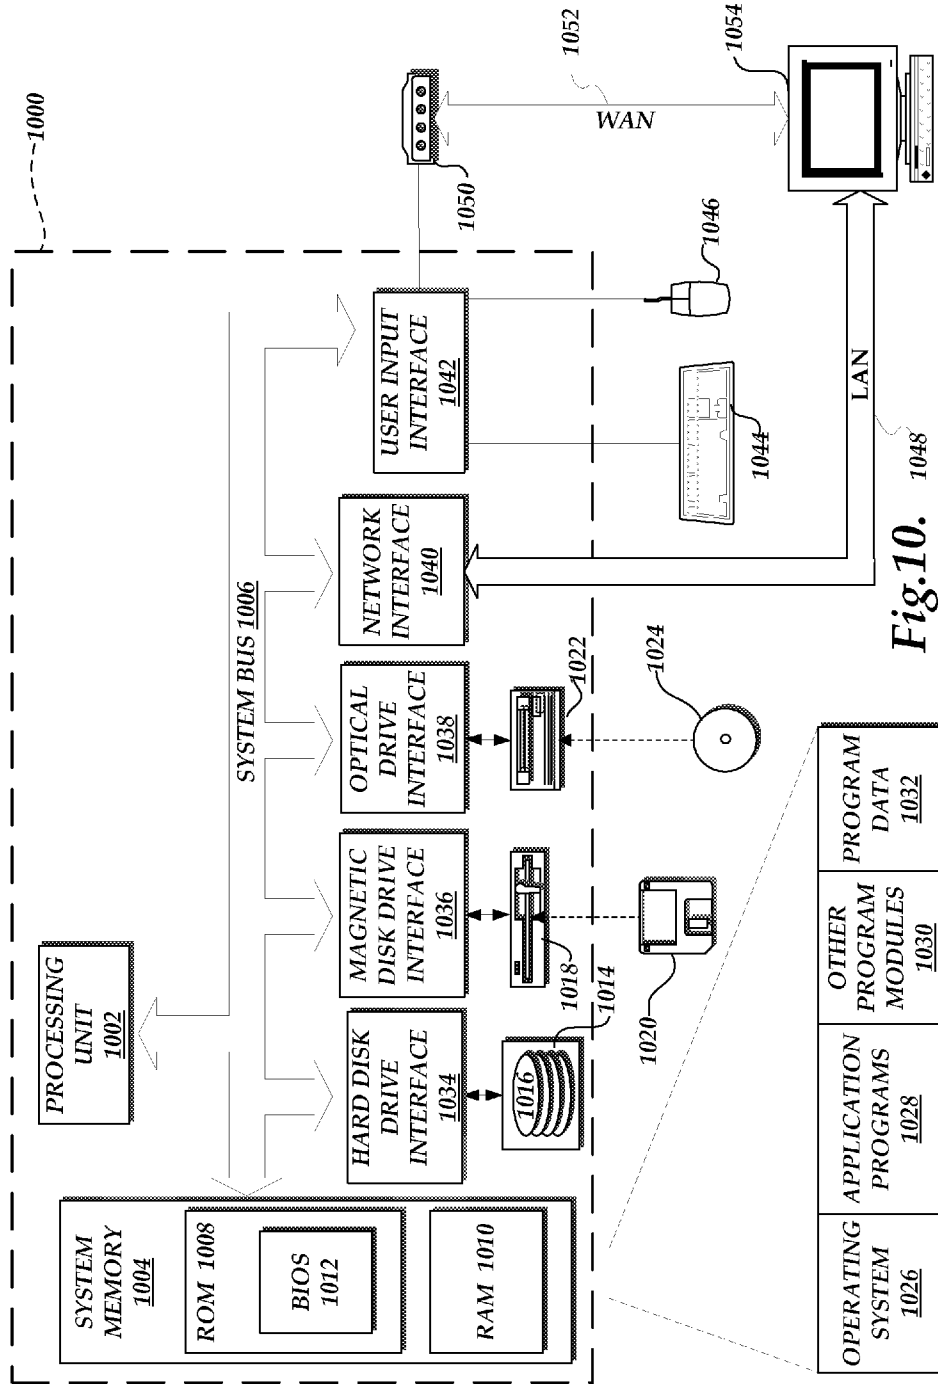 1000
PROCESSING
UNIT
1002
SYSTEM BUS 1006
SYSTEM
MEMORY
1004
ROM 1008
BIOS
1012
RAM 1010
HARD DISK
DRIVE
INTERFACE
1034
MAGNETIC
DISK DRIVE
INTERFACE
1036
OPTICAL
DRIVE
INTERFACE
1038
NETWORK
INTERFACE
1040
USER INPUT
INTERFACE
1042
1016
1014
1018
1020
1022
1024
1044
1046
1050
WAN
1052
1054
LAN
1048
OPERATING
SYSTEM
1026
APPLICATION
PROGRAMS
1028
OTHER
PROGRAM
MODULES
1030
PROGRAM
DATA
1032
Fig.10.